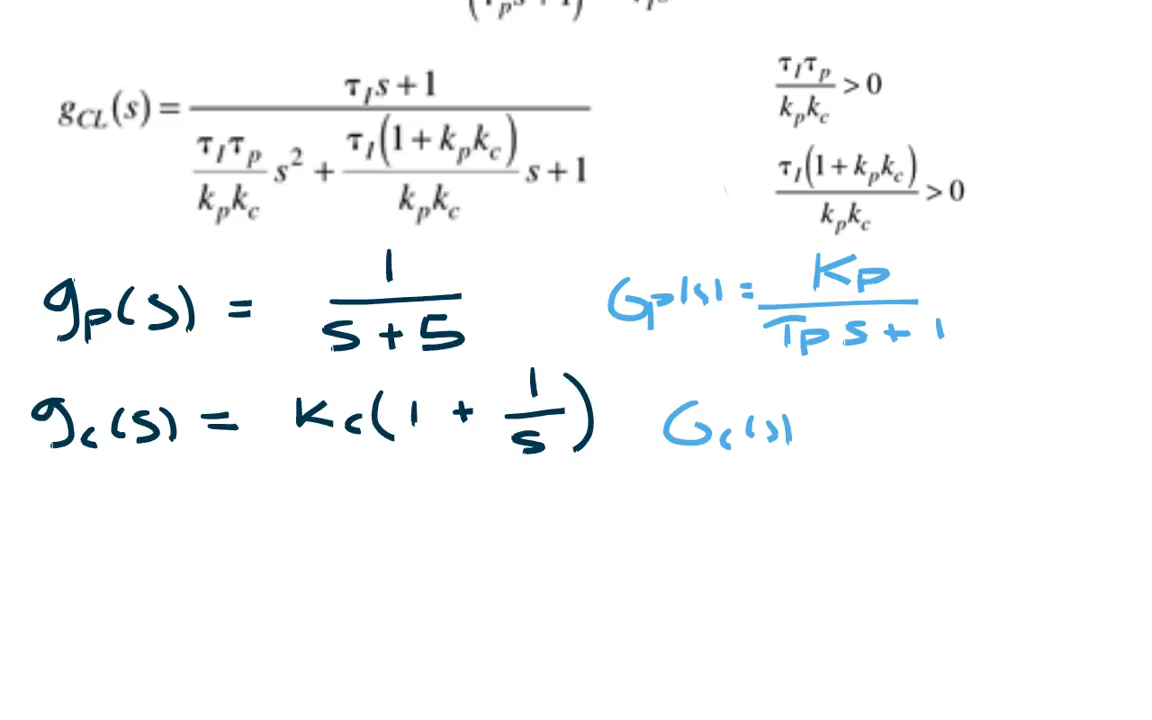 g_CL(s) = (τ_I s + 1) / ((τ_I τ_p)/(k_p k_c) s² + (τ_I(1 + k_p k_c))/(k_p k_c) s + 1)
(τ_I τ_p)/(k_p k_c) > 0
(τ_I(1 + k_p k_c))/(k_p k_c) > 0
g_p(s) = 1/(s + 5)
G_p(s) = K_p/(τ_p s + 1)
g_c(s) = K_c(1 + 1/s)
G_c(s)